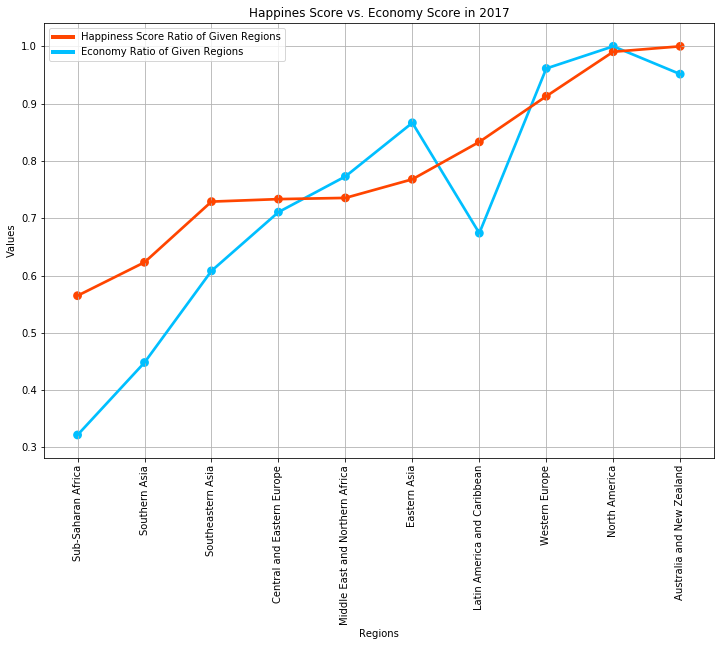 Happines Score vs. Economy Score in 2017
Happiness Score Ratio of Given Regions
Economy Ratio of Given Regions
1.0
0.9
0.8
0.7
0.6
0.5
0.4
0.3
Values
Sub-Saharan Africa
Southern Asia
Southeastern Asia
Central and Eastern Europe
Middle East and Northern Africa
Eastern Asia
Latin America and Caribbean
Western Europe
North America
Australia and New Zealand
Regions